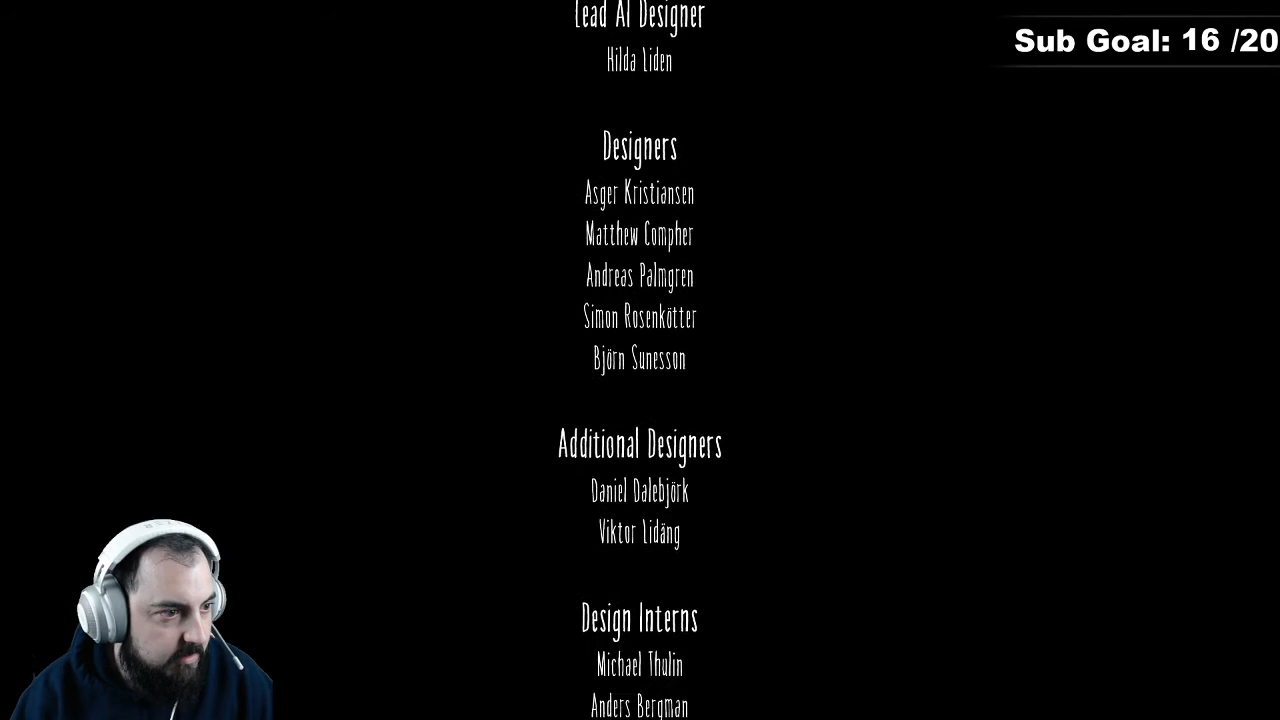 Lead AI Designer
Hilda Liden
Sub Goal: 16 /20
Designers
Asger Kristiansen
Matthew Compher
Andreas Palmgren
Simon Rosenkötter
Björn Sunesson
Additional Designers
Daniel Dalebjörk
Viktor Lidäng
Design Interns
Michael Thulin
Anders Bergman